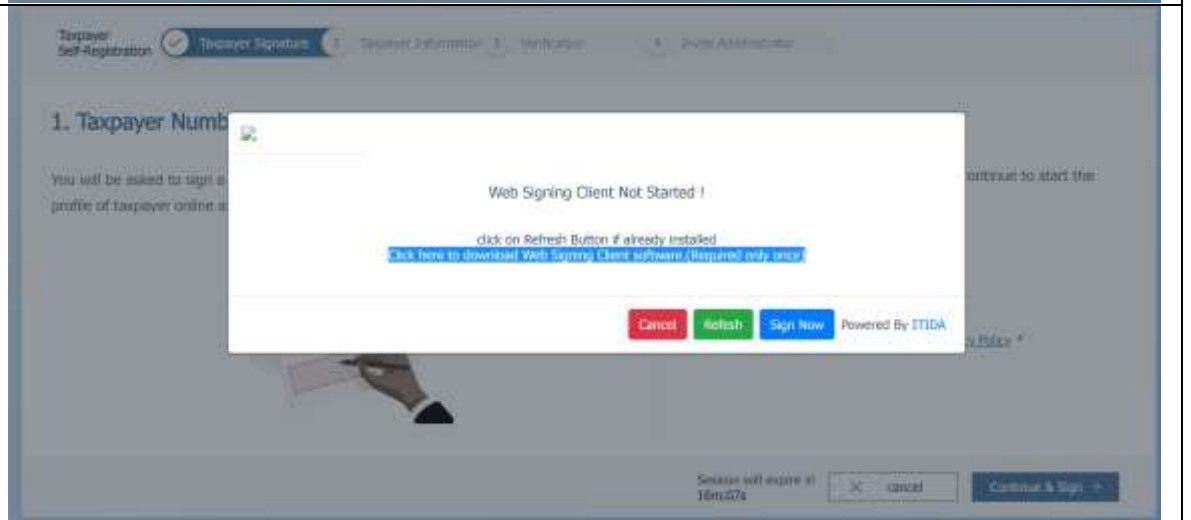 Taxpayer
Self-Registration
Taxpayer Signature
Taxpayer Information
Verification
Invite Administrator
1. Taxpayer Numb
You will be asked to sign a
profile of taxpayer online a
ontinue to start the
Web Signing Client Not Started !
click on Refresh Button if already installed
Click here to download Web Signing Client software.(Required only once)
Cancel
Refesh
Sign Now
Powered By ITIDA
y Policy *
Session will expire in
16m:07s
cancel
Continue & Sign